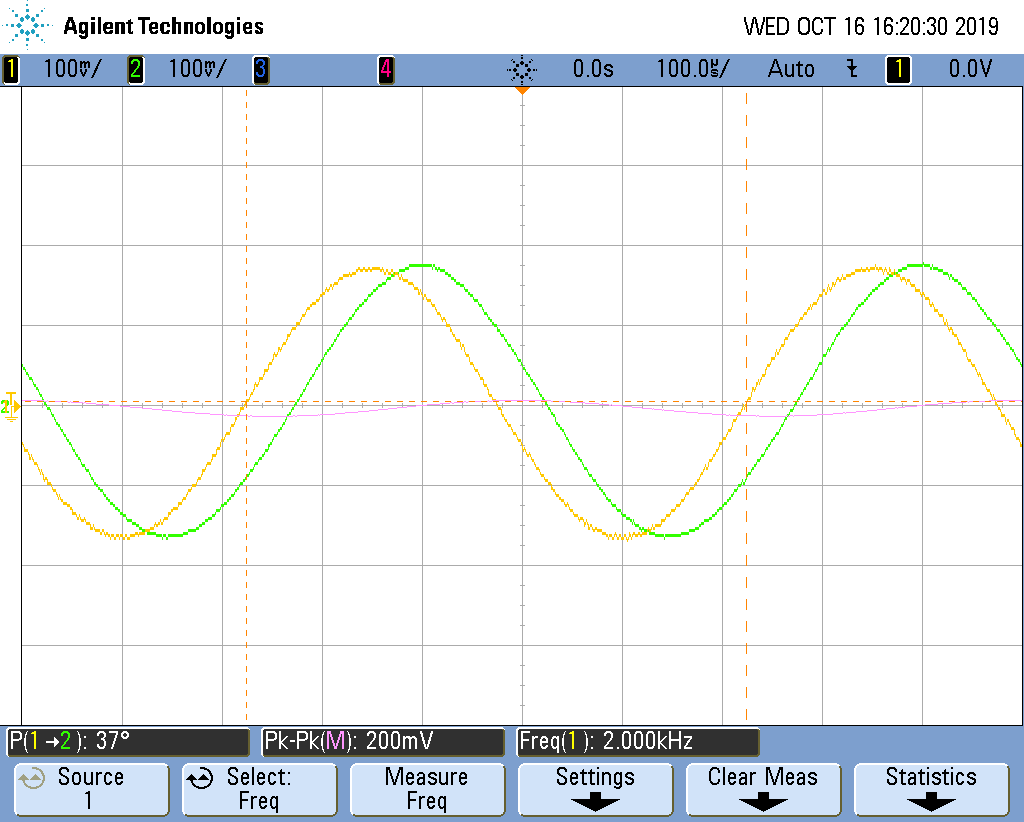 Agilent Technologies WED OCT 16 16:20:30 2019
1 100mV/ 2 100mV/ 3 4 0.0s 100.0us/ Auto 1 0.0V
2
P(1→2): 37° Pk-Pk(M): 200mV Freq(1): 2.000kHz
Source Select: Measure Settings Clear Meas Statistics
1 Freq Freq